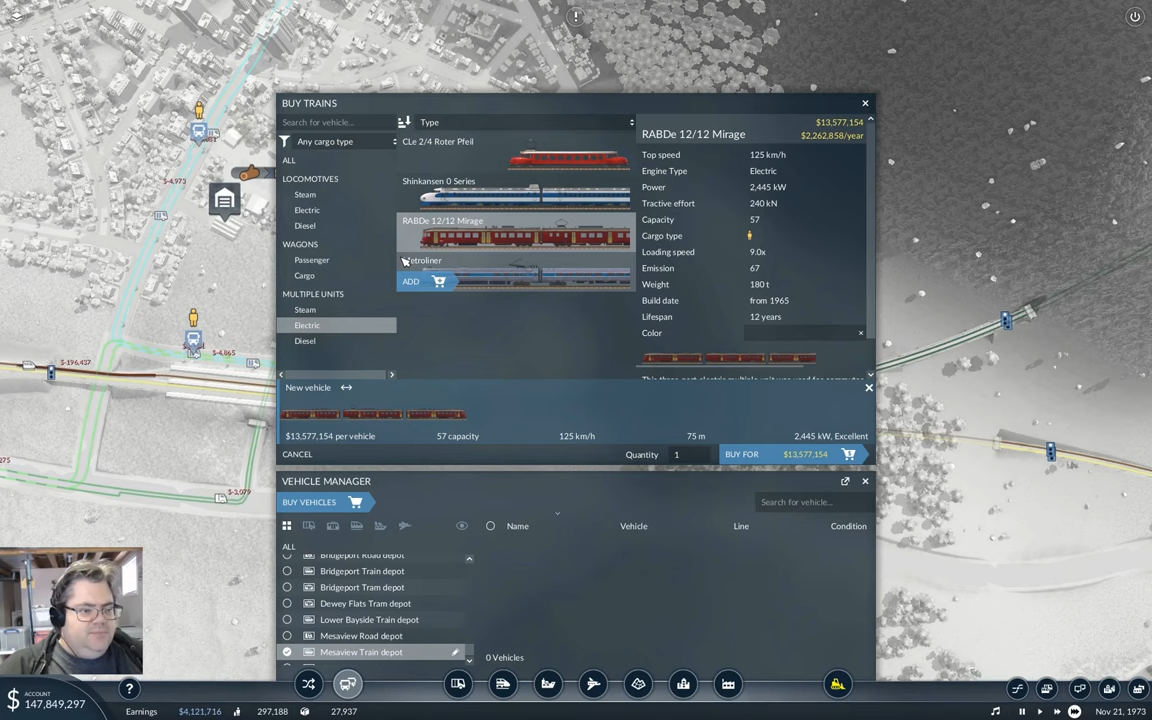 BUY TRAINS
Search for vehicle...
Type
Any cargo type
ALL
LOCOMOTIVES
Steam
Electric
Diesel
WAGONS
Passenger
Cargo
MULTIPLE UNITS
Steam
Electric
Diesel
CLe 2/4 Roter Pfeil
Shinkansen 0 Series
RABDe 12/12 Mirage
Metroliner
ADD
RABDe 12/12 Mirage
$13,577,154
$2,262,858/year
Top speed 125 km/h
Engine Type Electric
Power 2,445 kW
Tractive effort 240 kN
Capacity 57
Cargo type
Loading speed 9.0x
Emission 67
Weight 180 t
Build date from 1965
Lifespan 12 years
Color
New vehicle
$13,577,154 per vehicle 57 capacity 125 km/h 75 m 2,445 kW, Excellent
CANCEL Quantity 1 BUY FOR $13,577,154
VEHICLE MANAGER
BUY VEHICLES
Search for vehicle...
Name Vehicle Line Condition
ALL
Bridgeport Road depot
Bridgeport Train depot
Bridgeport Tram depot
Dewey Flats Tram depot
Lower Bayside Train depot
Mesaview Road depot
Mesaview Train depot
0 Vehicles
$-4,973
$-196,437
$-4,865
$-3,079
275
$ ACCOUNT
147,849,297
?
Earnings $4,121,716 297,188 27,937
Nov 21, 1973